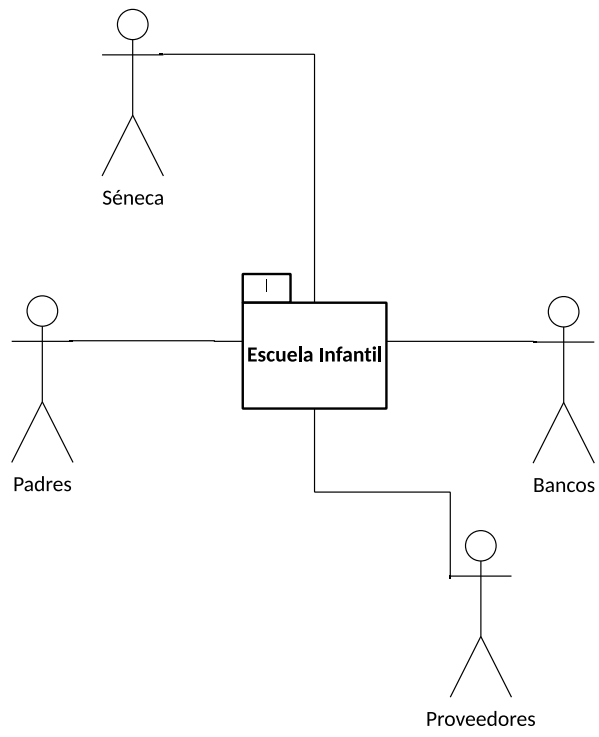 Séneca
Escuela Infantil
Padres
Bancos
Proveedores